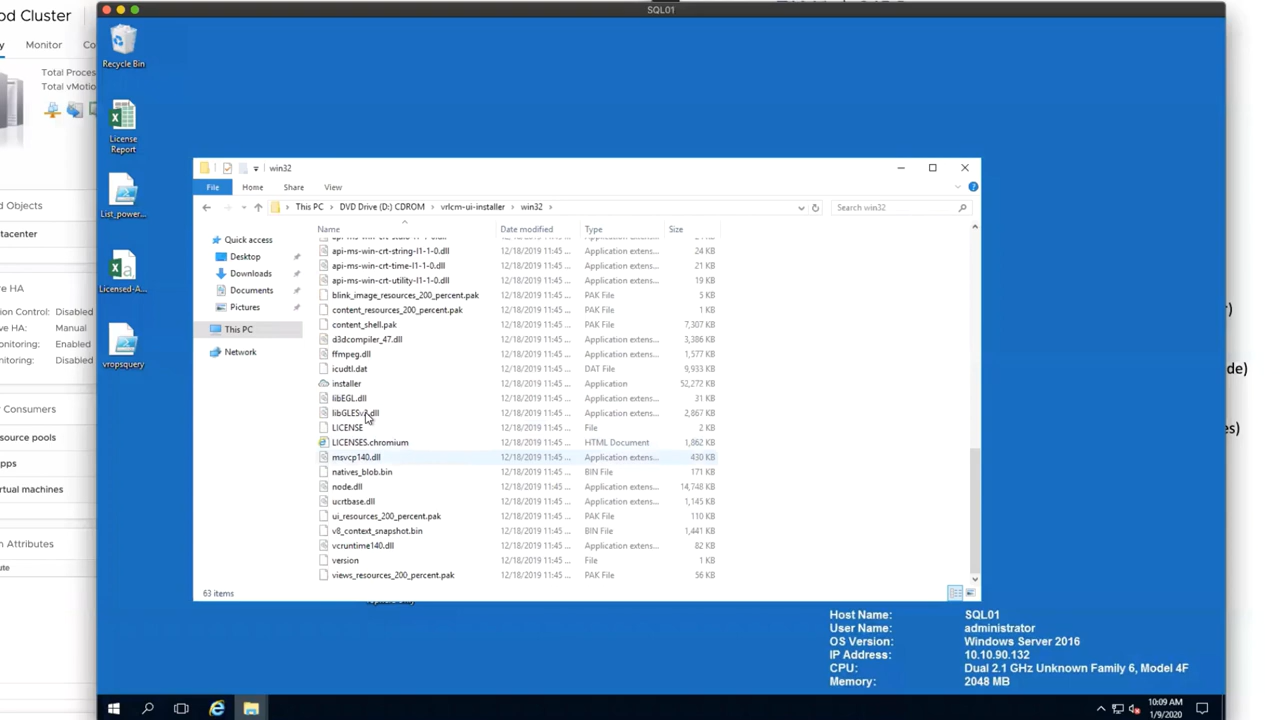 od Cluster
SQL01
y
Monitor
Co
Total Proces
Total vMotio
d Objects
atacenter
re HA
ction Control: Disabled
ve HA: Manual
nitoring: Enabled
nitoring: Disabled
Consumers
source pools
pps
irtual machines
n Attributes
ute
Recycle Bin
License
Report
List_power...
Licensed-A...
vropsquery
win32
File
Home
Share
View
This PC
DVD Drive (D:) CDROM
vrlcm-ui-installer
win32
Search win32
Quick access
Desktop
Downloads
Documents
Pictures
This PC
Network
Name Date modified Type Size
api-ms-win-crt-string-l1-1-0.dll 12/18/2019 11:45 ... Application extens... 24 KB
api-ms-win-crt-time-l1-1-0.dll 12/18/2019 11:45 ... Application extens... 21 KB
api-ms-win-crt-utility-l1-1-0.dll 12/18/2019 11:45 ... Application extens... 19 KB
blink_image_resources_200_percent.pak 12/18/2019 11:45 ... PAK File 5 KB
content_resources_200_percent.pak 12/18/2019 11:45 ... PAK File 1 KB
content_shell.pak 12/18/2019 11:45 ... PAK File 7,307 KB
d3dcompiler_47.dll 12/18/2019 11:45 ... Application extens... 3,386 KB
ffmpeg.dll 12/18/2019 11:45 ... Application extens... 1,577 KB
icudtl.dat 12/18/2019 11:45 ... DAT File 9,933 KB
installer 12/18/2019 11:45 ... Application 52,272 KB
libEGL.dll 12/18/2019 11:45 ... Application extens... 31 KB
libGLESv2.dll 12/18/2019 11:45 ... Application extens... 2,867 KB
LICENSE 12/18/2019 11:45 ... File 2 KB
LICENSES.chromium 12/18/2019 11:45 ... HTML Document 1,862 KB
msvcp140.dll 12/18/2019 11:45 ... Application extens... 430 KB
natives_blob.bin 12/18/2019 11:45 ... BIN File 171 KB
node.dll 12/18/2019 11:45 ... Application extens... 14,748 KB
ucrtbase.dll 12/18/2019 11:45 ... Application extens... 1,145 KB
ui_resources_200_percent.pak 12/18/2019 11:45 ... PAK File 110 KB
v8_context_snapshot.bin 12/18/2019 11:45 ... BIN File 1,441 KB
vcruntime140.dll 12/18/2019 11:45 ... Application extens... 82 KB
version 12/18/2019 11:45 ... File 1 KB
views_resources_200_percent.pak 12/18/2019 11:45 ... PAK File 56 KB
63 items
Host Name: SQL01
User Name: administrator
OS Version: Windows Server 2016
IP Address: 10.10.90.132
CPU: Dual 2.1 GHz Unknown Family 6, Model 4F
Memory: 2048 MB
10:09 AM
1/9/2020
r)
de)
es)